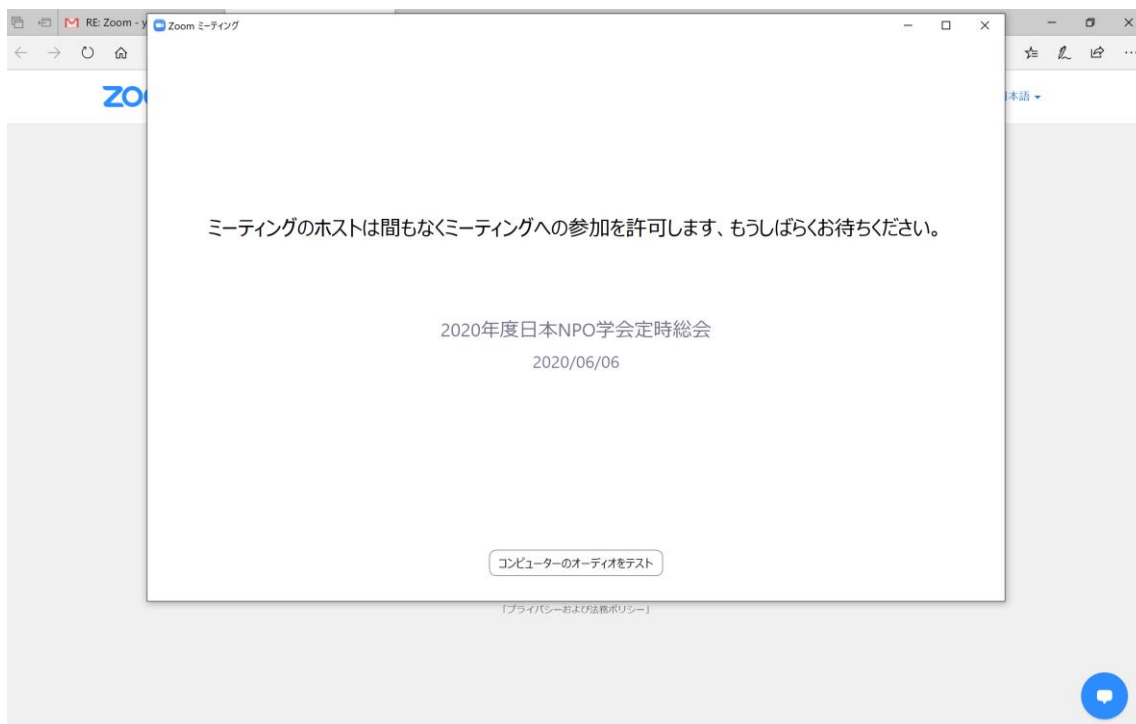 RE: Zoom - y
Zoom ミーティング
ZO
本語
ミーティングのホストは間もなくミーティングへの参加を許可します、もうしばらくお待ちください。
2020年度日本NPO学会定時総会
2020/06/06
コンピューターのオーディオをテスト
「プライバシーおよび法務ポリシー」